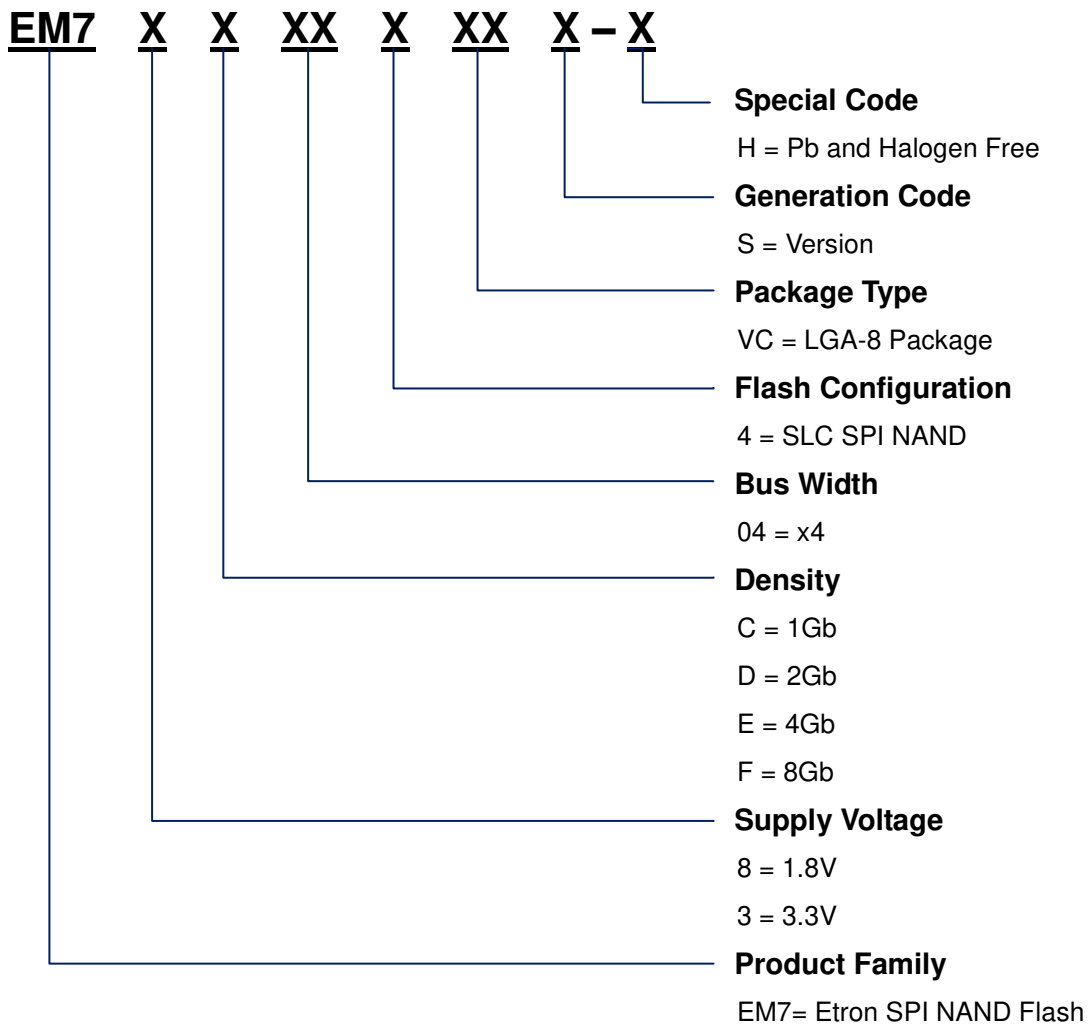 EM7 X X XX X XX X – X
Special Code
H = Pb and Halogen Free
Generation Code
S = Version
Package Type
VC = LGA-8 Package
Flash Configuration
4 = SLC SPI NAND
Bus Width
04 = x4
Density
C = 1Gb
D = 2Gb
E = 4Gb
F = 8Gb
Supply Voltage
8 = 1.8V
3 = 3.3V
Product Family
EM7= Etron SPI NAND Flash